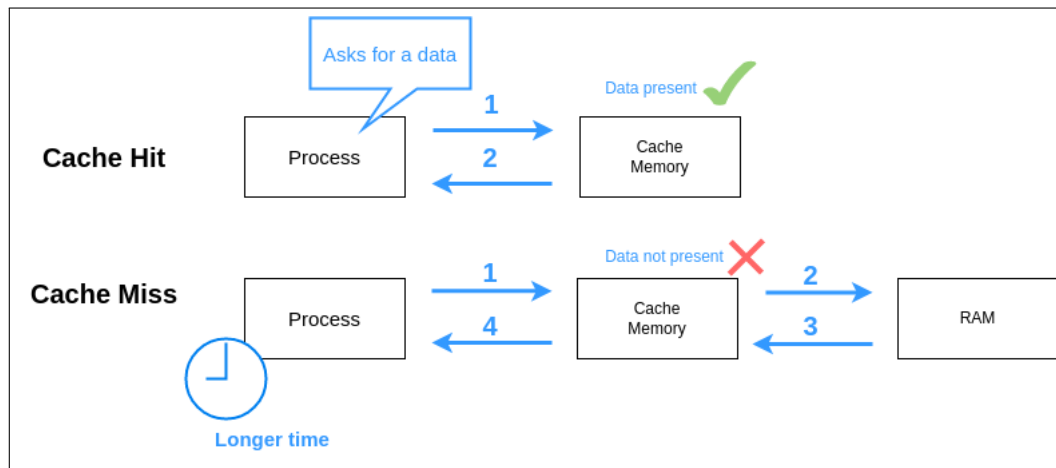 Asks for a data
Data present
1
Cache Hit
Process
2
Cache
Memory
Data not present
Cache Miss
1
2
Process
Cache
Memory
RAM
4
3
Longer time